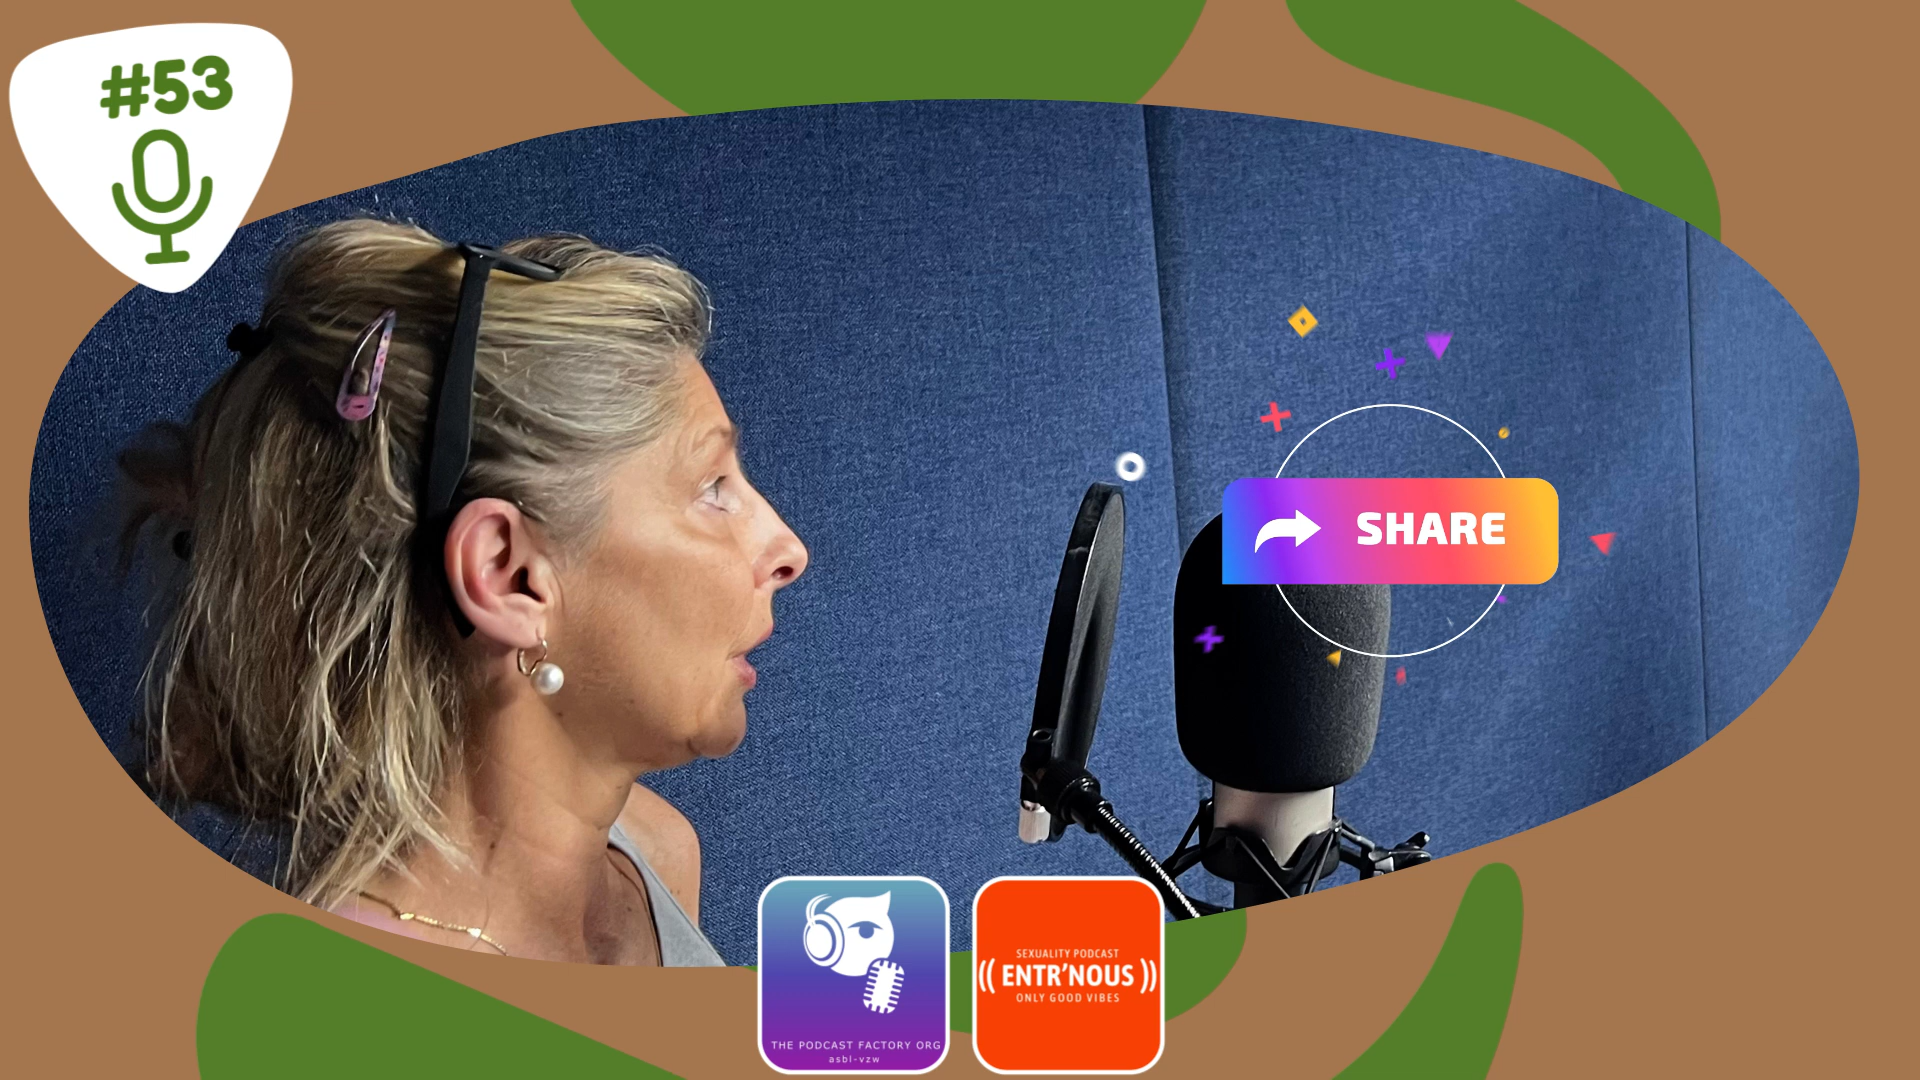 #53
SHARE
THE PODCAST FACTORY ORG
asbl-vzw
SEXUALITY PODCAST
(( ENTR'NOUS ))
ONLY GOOD VIBES